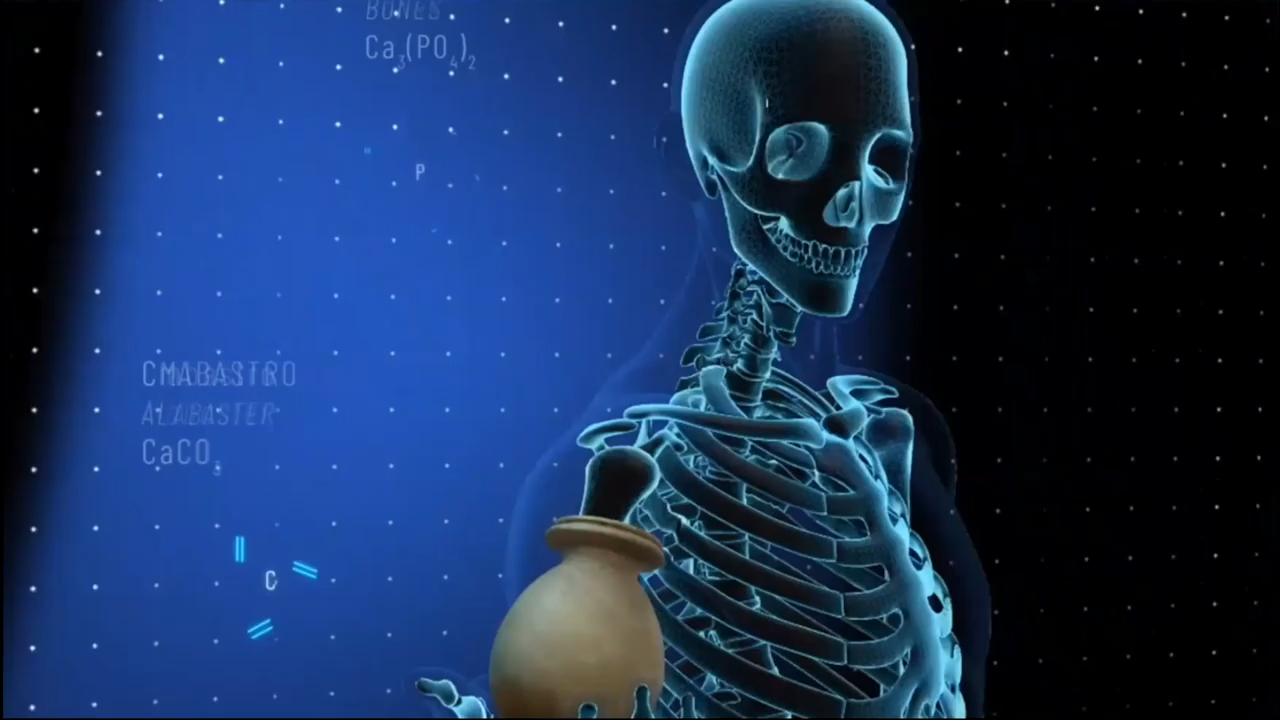 BONES
Ca₃(PO₄)₂
P
ALABASTER
CaCO₃
C